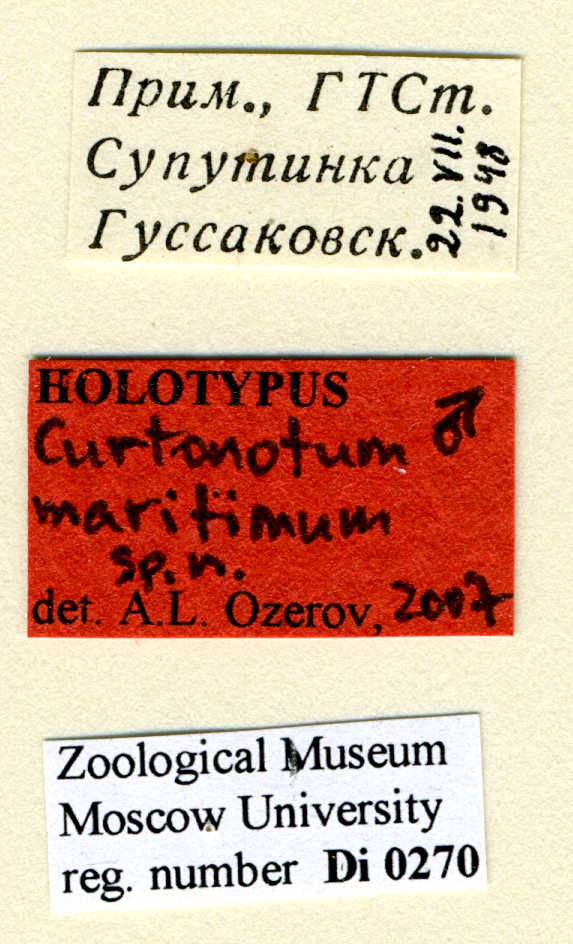 Прим., ГТСт.
Супутинка
Гуссаковск.
22. VII.
1948
HOLOTYPUS
Curtonotum ♂
maritimum
sp. n.
det. A.L. Ozerov, 2007
Zoological Museum
Moscow University
reg. number Di 0270